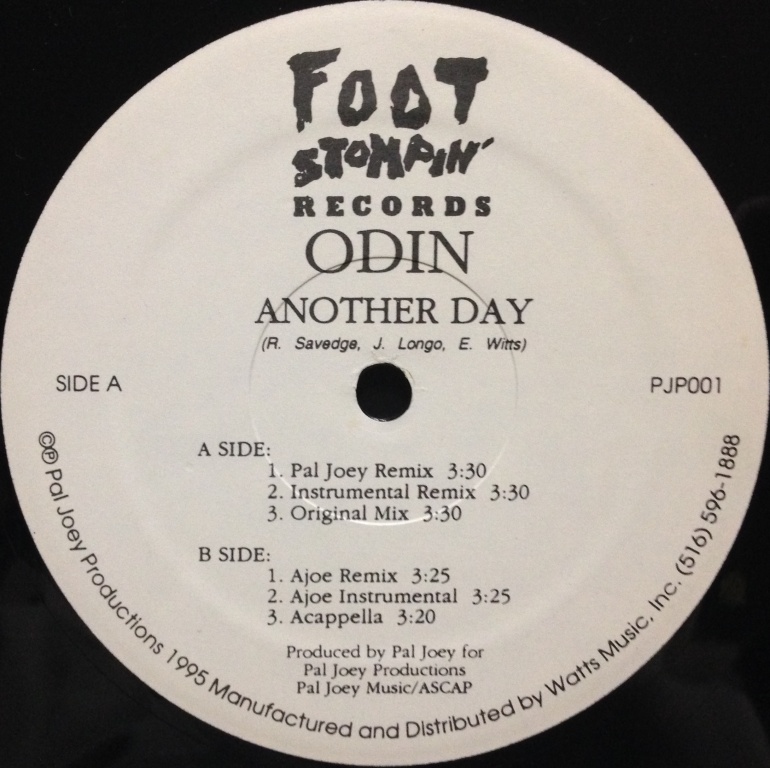 FOOT
STOMPIN'
RECORDS
ODIN
ANOTHER DAY
(R. Savedge, J. Longo, E. Witts)
SIDE A
PJP001
A SIDE:
1. Pal Joey Remix 3:30
2. Instrumental Remix 3:30
3. Original Mix 3:30
B SIDE:
1. Ajoe Remix 3:25
2. Ajoe Instrumental 3:25
3. Acappella 3:20
Produced by Pal Joey for
Pal Joey Productions
Pal Joey Music/ASCAP
©℗ Pal Joey Productions 1995 Manufactured and Distributed by Watts Music, Inc. (516) 596-1888